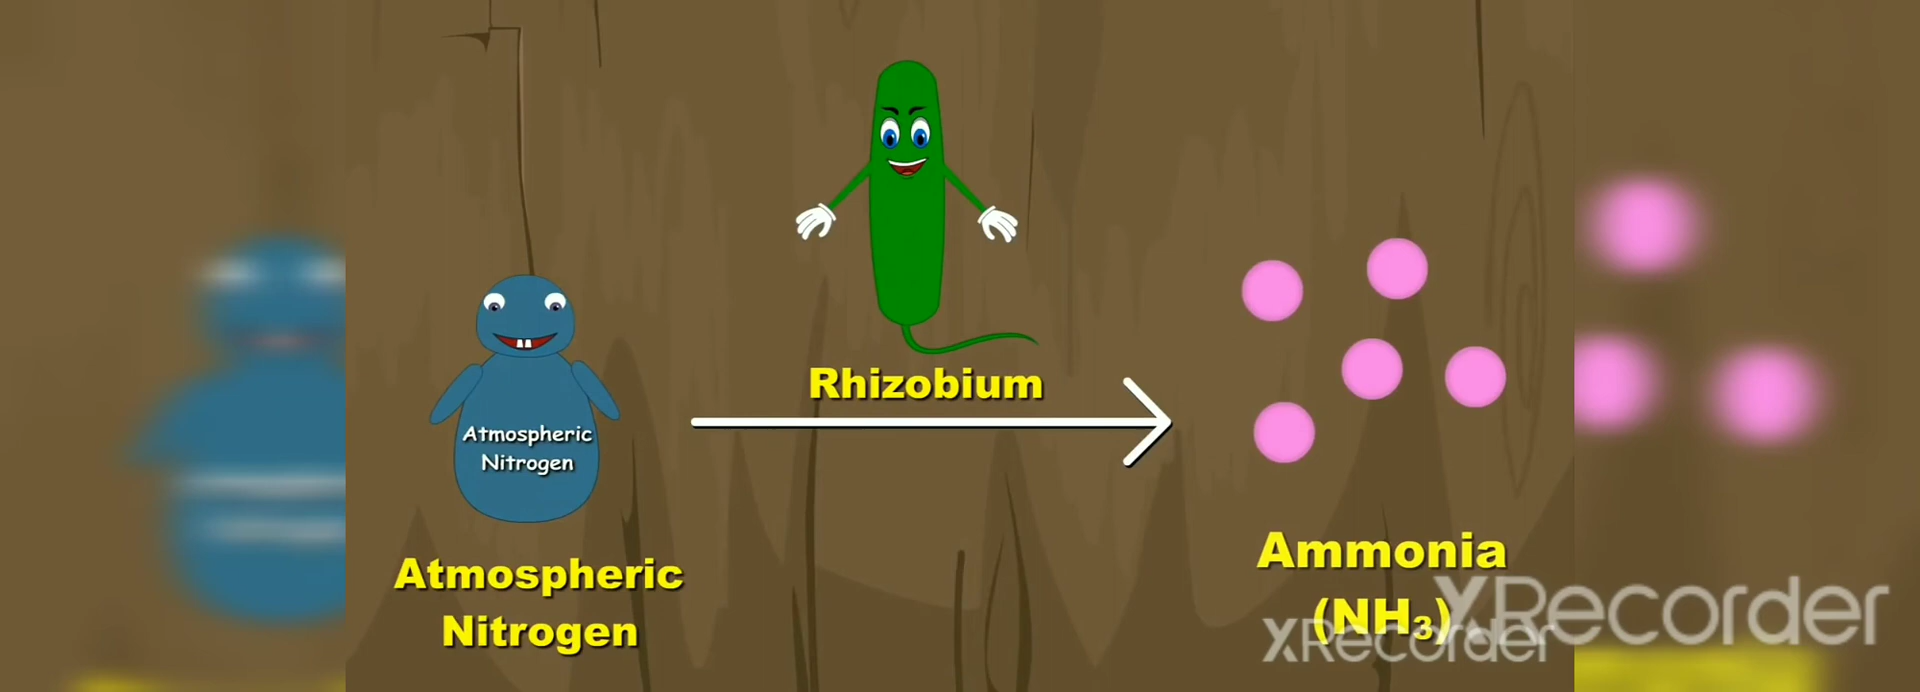 Atmospheric
Nitrogen
Rhizobium
Atmospheric
Nitrogen
Ammonia
(NH₃)
XRecorder
XRecorder